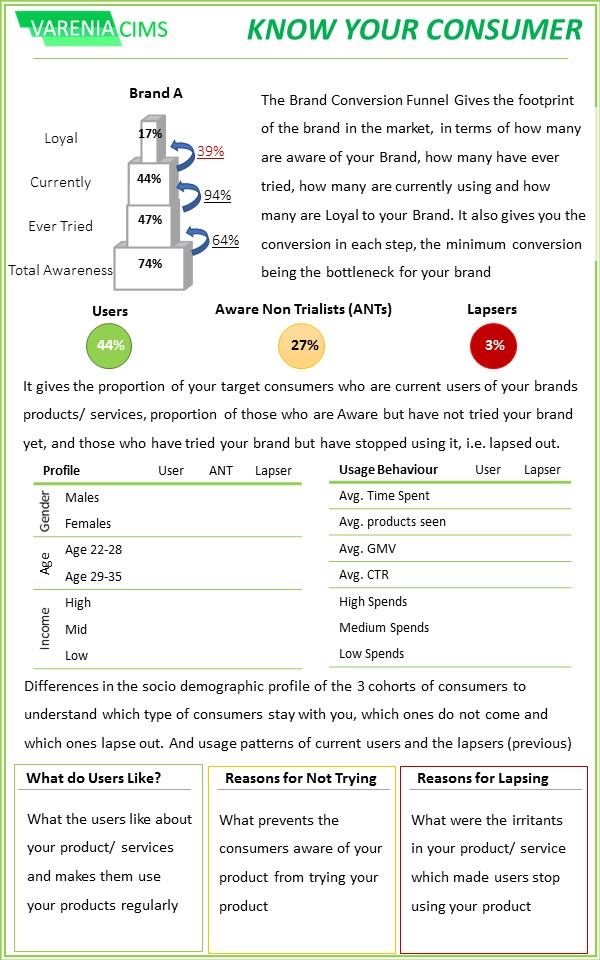 VARENIA CIMS
KNOW YOUR CONSUMER
Brand A
Loyal
17%
39%
Currently
44%
94%
Ever Tried
47%
64%
Total Awareness
74%
The Brand Conversion Funnel Gives the footprint
of the brand in the market, in terms of how many
are aware of your Brand, how many have ever
tried, how many are currently using and how
many are Loyal to your Brand. It also gives you the
conversion in each step, the minimum conversion
being the bottleneck for your brand
Users
Aware Non Trialists (ANTs)
Lapsers
44%
27%
3%
It gives the proportion of your target consumers who are current users of your brands
products/ services, proportion of those who are Aware but have not tried your brand
yet, and those who have tried your brand but have stopped using it, i.e. lapsed out.
Profile User ANT Lapser
Gender
Males
Females
Age
Age 22-28
Age 29-35
Income
High
Mid
Low
Usage Behaviour User Lapser
Avg. Time Spent
Avg. products seen
Avg. GMV
Avg. CTR
High Spends
Medium Spends
Low Spends
Differences in the socio demographic profile of the 3 cohorts of consumers to
understand which type of consumers stay with you, which ones do not come and
which ones lapse out. And usage patterns of current users and the lapsers (previous)
What do Users Like?
What the users like about
your product/ services
and makes them use
your products regularly
Reasons for Not Trying
What prevents the
consumers aware of your
product from trying your
product
Reasons for Lapsing
What were the irritants
in your product/ service
which made users stop
using your product